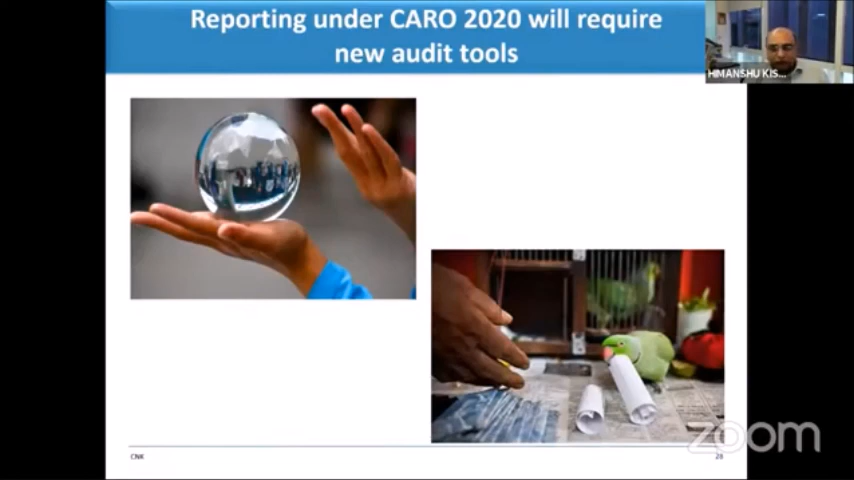 Reporting under CARO 2020 will require
new audit tools
HIMANSHU KIS...
CNK
28
zoom